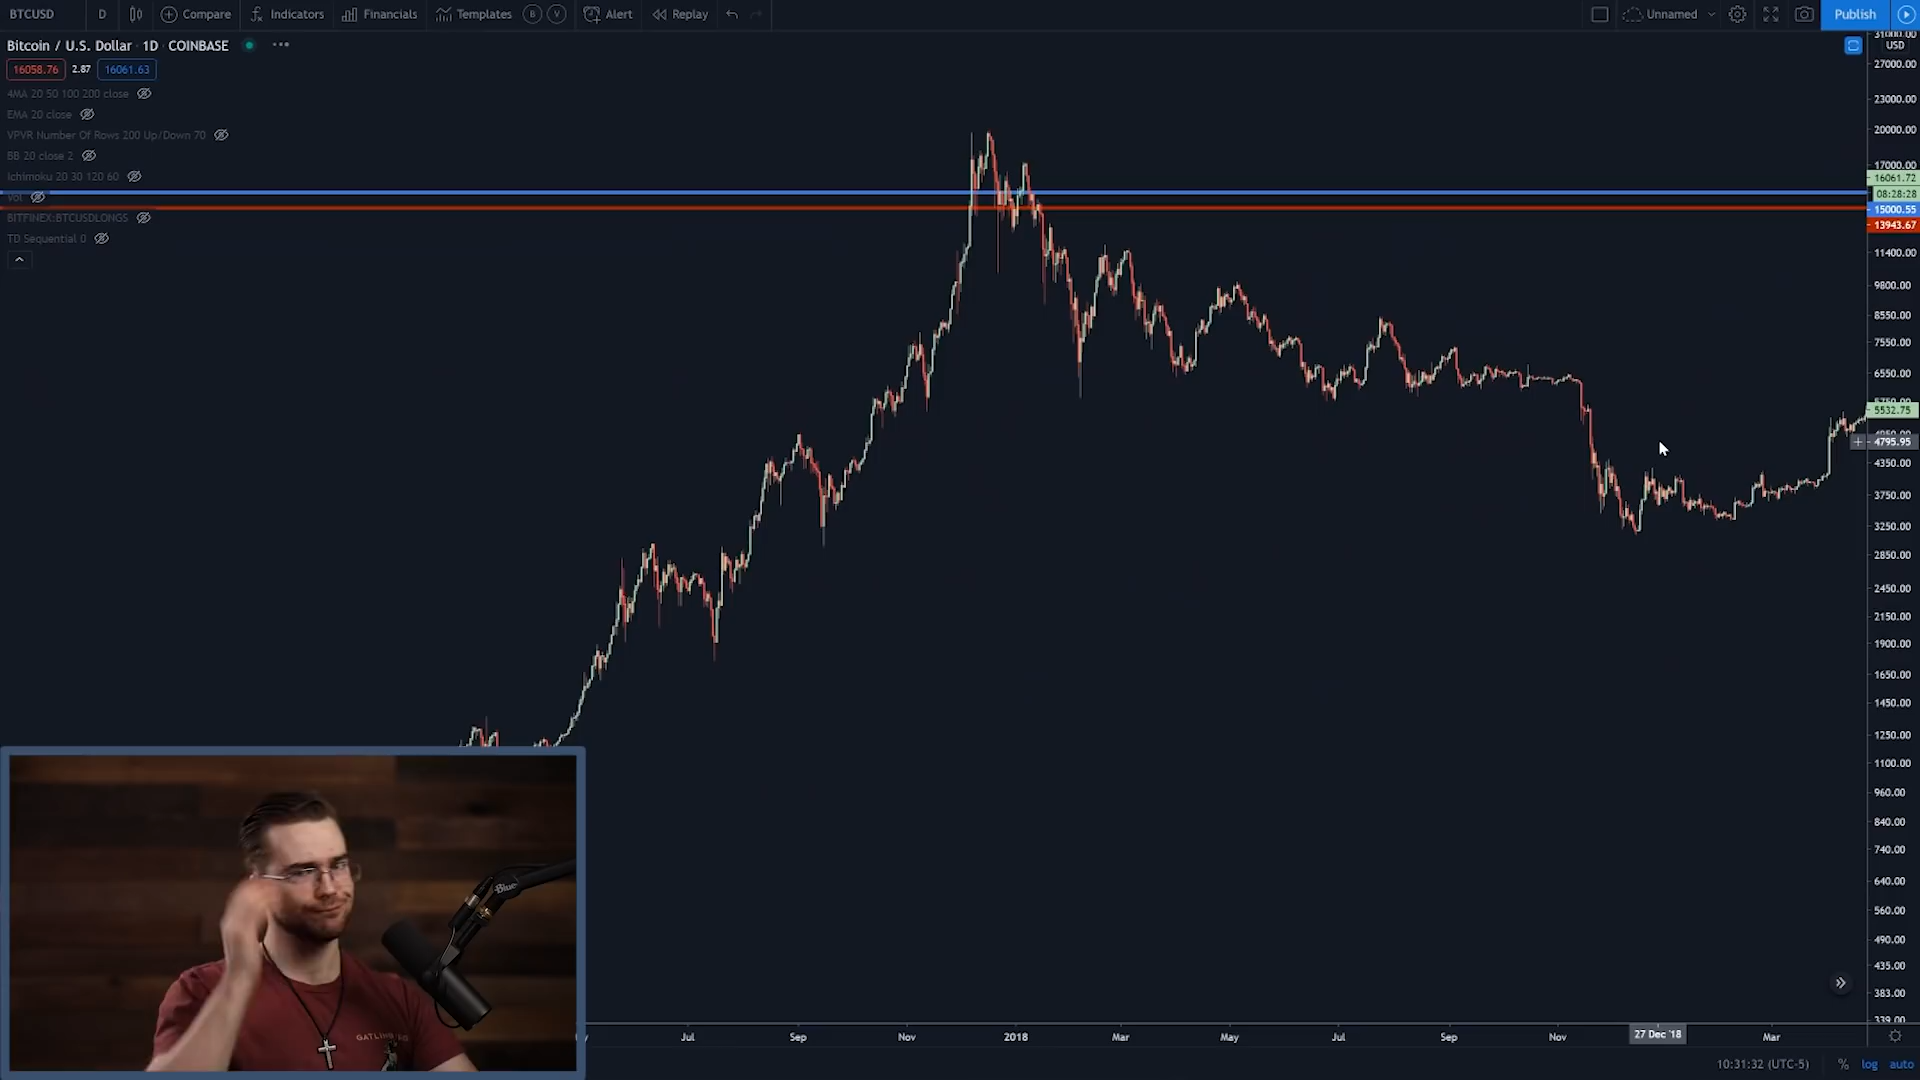 BTCUSD D Compare Indicators Financials Templates B V Alert Replay Unnamed Publish
Bitcoin / U.S. Dollar · 1D · COINBASE
16058.76 2.87 16061.63
4MA 20 50 100 200 close
EMA 20 close
VPVR Number Of Rows 200 Up/Down 70
BB 20 close 2
Ichimoku 20 30 120 60
Vol
BITFINEX:BTCUSDLONGS
TD Sequential 0
31000.00
USD
27000.00
23000.00
20000.00
17000.00
16061.72
08:28:28
15000.55
13943.67
11400.00
9800.00
8550.00
7550.00
6550.00
5532.75
4795.95
4350.00
3750.00
3250.00
2850.00
2450.00
2150.00
1900.00
1650.00
1450.00
1250.00
1100.00
960.00
840.00
740.00
640.00
560.00
490.00
435.00
383.00
339.00
Blue
Jul Sep Nov 2018 Mar May Jul Sep Nov 27 Dec '18 Mar
10:31:32 (UTC-5) % log auto